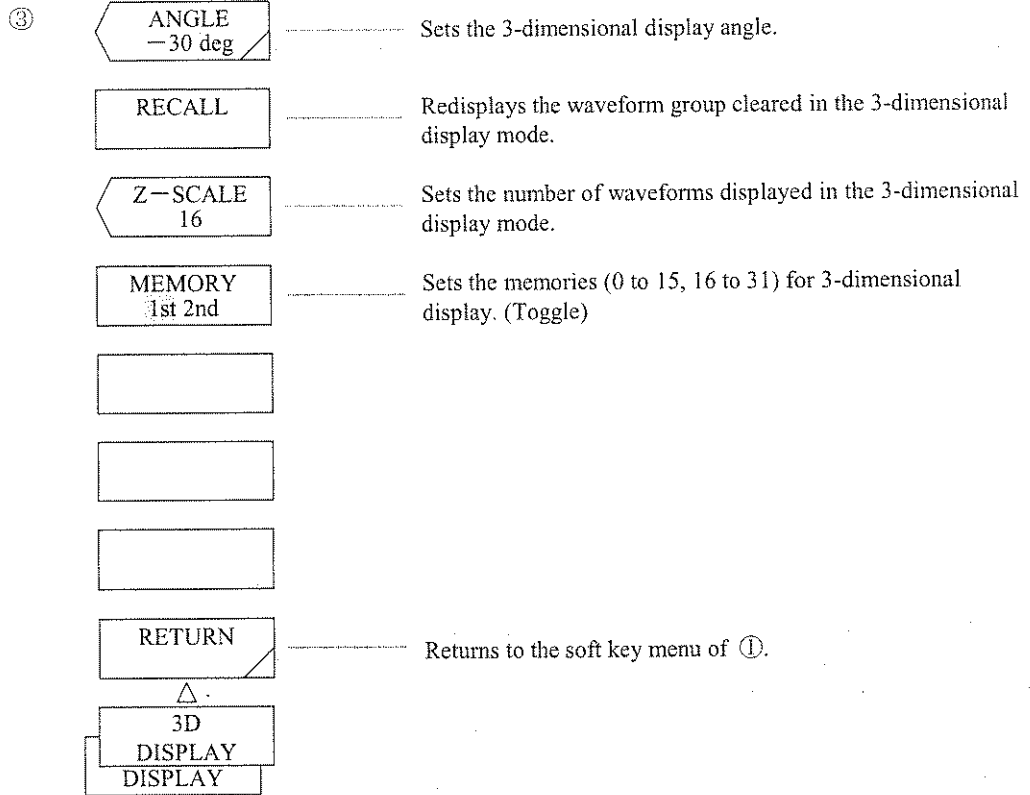 ③
ANGLE
−30 deg
Sets the 3-dimensional display angle.
RECALL
Redisplays the waveform group cleared in the 3-dimensional
display mode.
Z−SCALE
16
Sets the number of waveforms displayed in the 3-dimensional
display mode.
MEMORY
1st 2nd
Sets the memories (0 to 15, 16 to 31) for 3-dimensional
display. (Toggle)
RETURN
Returns to the soft key menu of ①.
3D
DISPLAY
DISPLAY